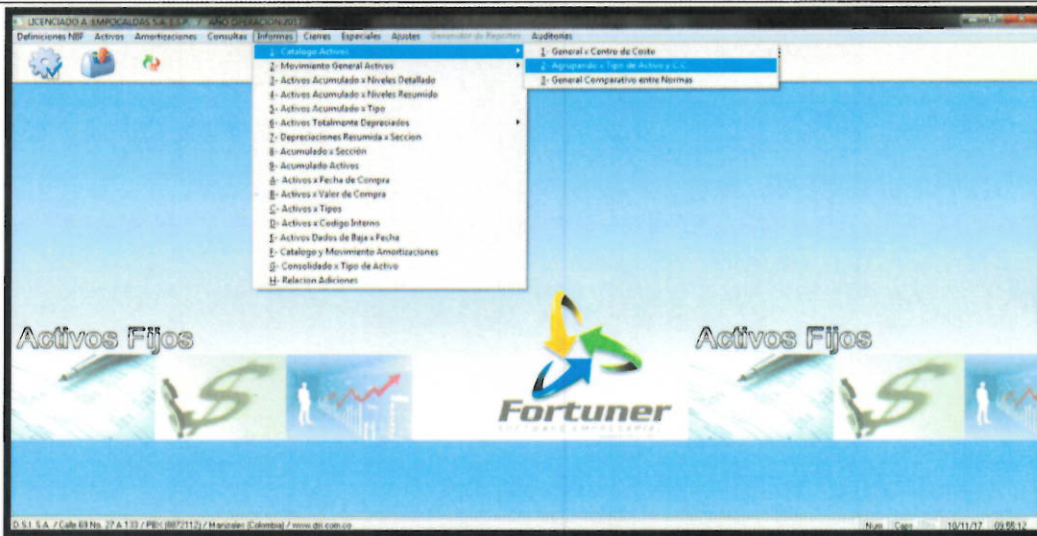 LICENCIADO A: EMPOCALDAS S.A. E.S.P. / AÑO OPERACION 2017
Definiciones NIIF Activos Amortizaciones Consultas Informes Cierres Especiales Ajustes Generador de Reportes Auditorias
1- Catalogo Activos
2- Movimiento General Activos
3- Activos Acumulado x Niveles Detallado
4- Activos Acumulado x Niveles Resumido
5- Activos Acumulado x Tipo
6- Activos Totalmente Depreciados
7- Depreciaciones Resumida x Seccion
8- Acumulado x Sección
9- Acumulado Activos
A- Activos x Fecha de Compra
B- Activos x Valor de Compra
C- Activos x Tipos
D- Activos x Codigo Interno
E- Activos Dados de Baja x Fecha
F- Catalogo y Movimiento Amortizaciones
G- Consolidado x Tipo de Activo
H- Relacion Adiciones
1- General x Centro de Costo
2- Agrupando x Tipo de Activo y C.C
3- General Comparativo entre Normas
Activos Fijos
Activos Fijos
Fortuner
SOFTWARE EMPRESARIAL
D.S.I. S.A. / Calle 69 No. 27 A 133 / PBX (8872112) / Manizales (Colombia) / www.dsi.com.co
Num Caps 10/11/17 09:55:12